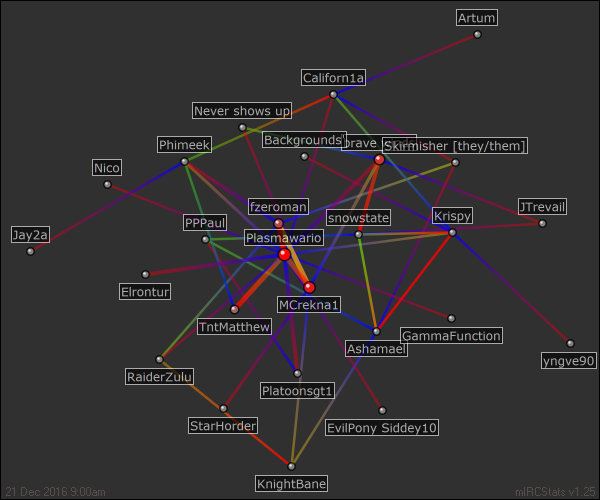 Artum
Californ1a
Never shows up
Backgrounds
brave
Skirmisher [they/them]
Phimeek
Nico
fzeroman
snowstate
Krispy
JTrevail
PPPaul
Jay2a
Plasmawario
Elrontur
MCrekna1
TntMatthew
GammaFunction
Ashamael
yngve90
RaiderZulu
Platoonsgt1
StarHorder
EvilPony Siddey10
KnightBane
21 Dec 2016 9:00am
mIRCStats v1.25